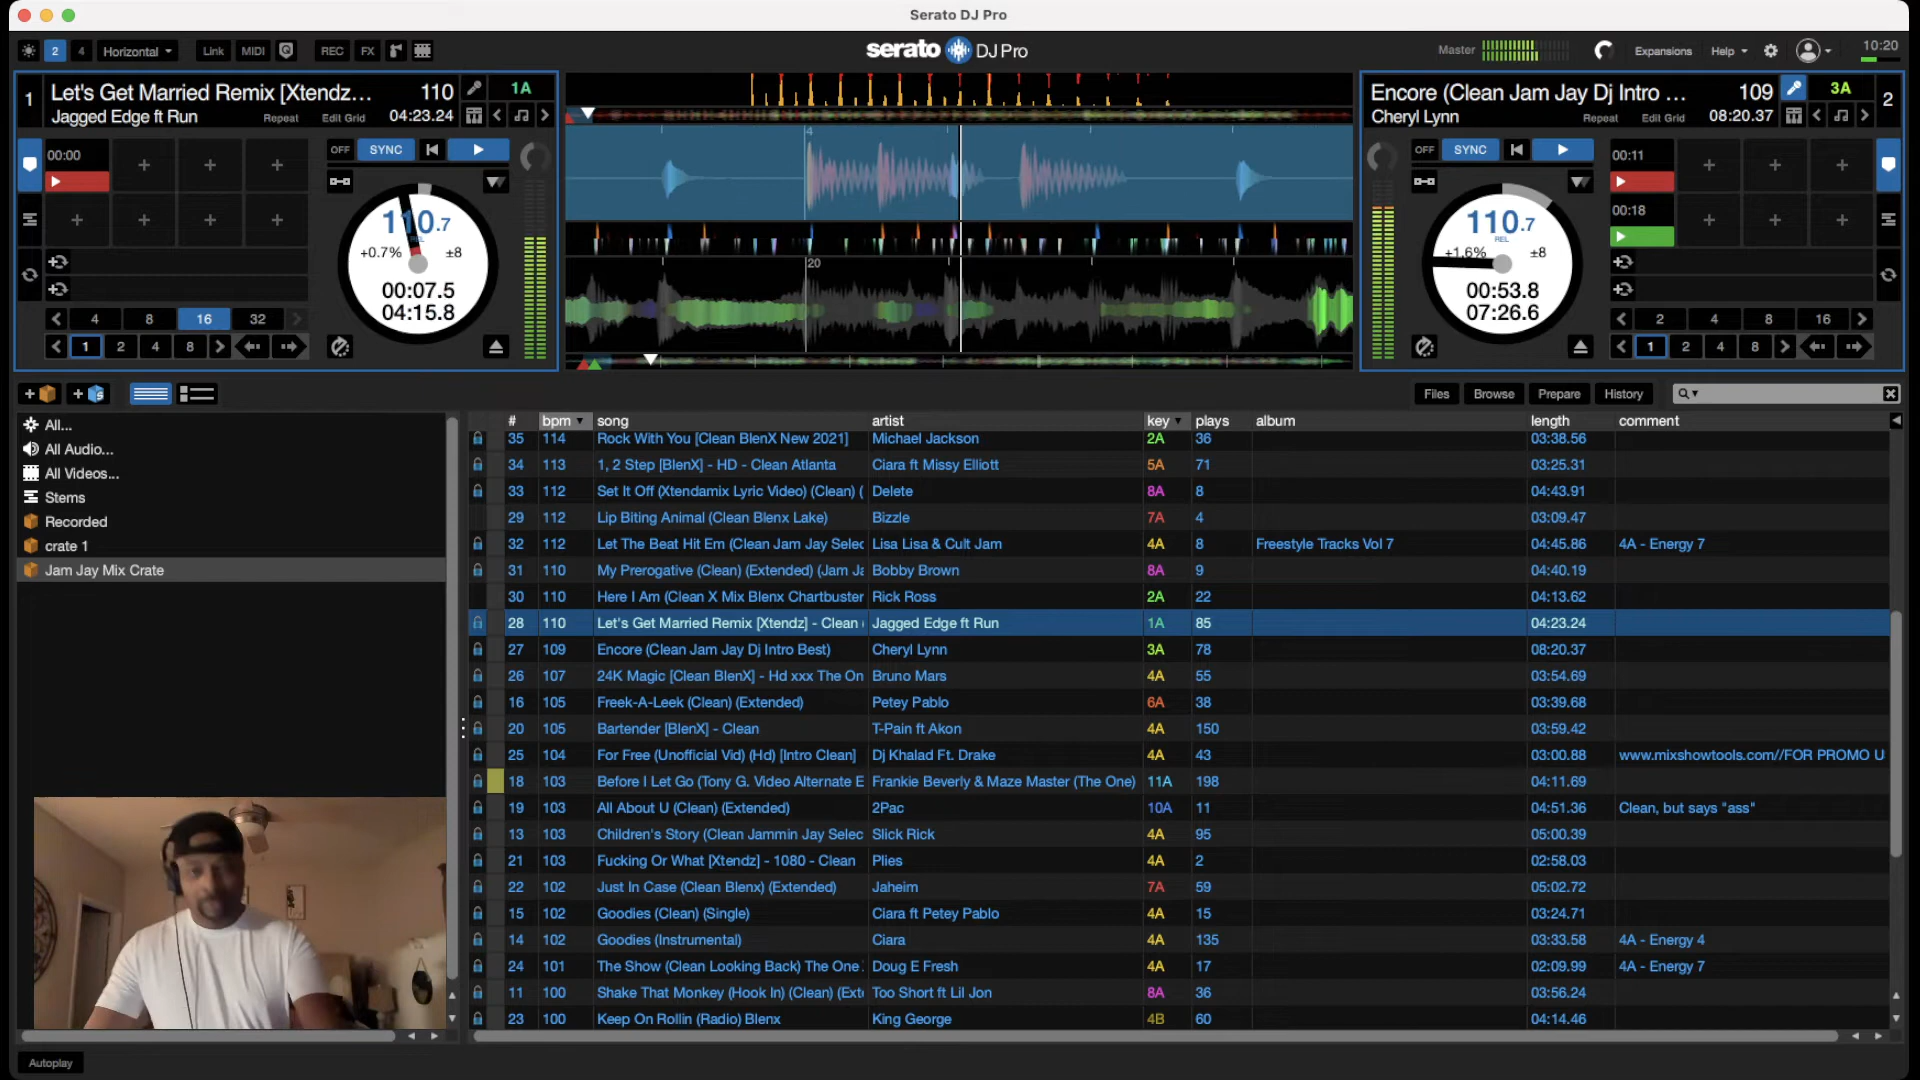 Serato DJ Pro
2 4 Horizontal Link MIDI REC FX
serato DJ Pro
Master Expansions Help 10:20
1 Let's Get Married Remix [Xtendz... 110 1A
Jagged Edge ft Run Repeat Edit Grid 04:23.24
00:00
OFF SYNC
110.7
REL
+0.7% ±8
00:07.5
04:15.8
4 8 16 32
1 2 4 8
4
20
Encore (Clean Jam Jay Dj Intro ... 109 3A 2
Cheryl Lynn Repeat Edit Grid 08:20.37
OFF SYNC
00:11
00:18
110.7
REL
+1.6% ±8
00:53.8
07:26.6
2 4 8 16
1 2 4 8
Files Browse Prepare History
All...
All Audio...
All Videos...
Stems
Recorded
crate 1
Jam Jay Mix Crate
# bpm song artist key plays album length comment
35 114 Rock With You [Clean BlenX New 2021] Michael Jackson 2A 36 03:38.56
34 113 1, 2 Step [BlenX] - HD - Clean Atlanta Ciara ft Missy Elliott 5A 71 03:25.31
33 112 Set It Off (Xtendamix Lyric Video) (Clean) ( Delete 8A 8 04:43.91
29 112 Lip Biting Animal (Clean Blenx Lake) Bizzle 7A 4 03:09.47
32 112 Let The Beat Hit Em (Clean Jam Jay Selec Lisa Lisa & Cult Jam 4A 8 Freestyle Tracks Vol 7 04:45.86 4A - Energy 7
31 110 My Prerogative (Clean) (Extended) (Jam Ja Bobby Brown 8A 9 04:40.19
30 110 Here I Am (Clean X Mix Blenx Chartbuster Rick Ross 2A 22 04:13.62
28 110 Let's Get Married Remix [Xtendz] - Clean ( Jagged Edge ft Run 1A 85 04:23.24
27 109 Encore (Clean Jam Jay Dj Intro Best) Cheryl Lynn 3A 78 08:20.37
26 107 24K Magic [Clean BlenX] - Hd xxx The On Bruno Mars 4A 55 03:54.69
16 105 Freek-A-Leek (Clean) (Extended) Petey Pablo 6A 38 03:39.68
20 105 Bartender [BlenX] - Clean T-Pain ft Akon 4A 150 03:59.42
25 104 For Free (Unofficial Vid) (Hd) [Intro Clean] Dj Khalad Ft. Drake 4A 43 03:00.88 www.mixshowtools.com//FOR PROMO U
18 103 Before I Let Go (Tony G. Video Alternate E Frankie Beverly & Maze Master (The One) 11A 198 04:11.69
19 103 All About U (Clean) (Extended) 2Pac 10A 11 04:51.36 Clean, but says "ass"
13 103 Children's Story (Clean Jammin Jay Selec Slick Rick 4A 95 05:00.39
21 103 Fucking Or What [Xtendz] - 1080 - Clean Plies 4A 2 02:58.03
22 102 Just In Case (Clean Blenx) (Extended) Jaheim 7A 59 05:02.72
15 102 Goodies (Clean) (Single) Ciara ft Petey Pablo 4A 15 03:24.71
14 102 Goodies (Instrumental) Ciara 4A 135 03:33.58 4A - Energy 4
24 101 The Show (Clean Looking Back) The One Doug E Fresh 4A 17 02:09.99 4A - Energy 7
11 100 Shake That Monkey (Hook In) (Clean) (Exte Too Short ft Lil Jon 8A 36 03:56.24
23 100 Keep On Rollin (Radio) Blenx King George 4B 60 04:14.46
Autoplay